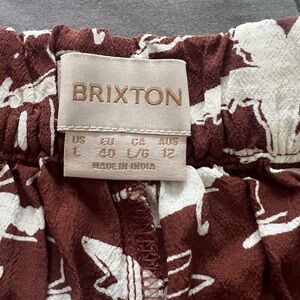 BRIXTON
US EU CA AUS
L 40 L/G 12
MADE IN INDIA